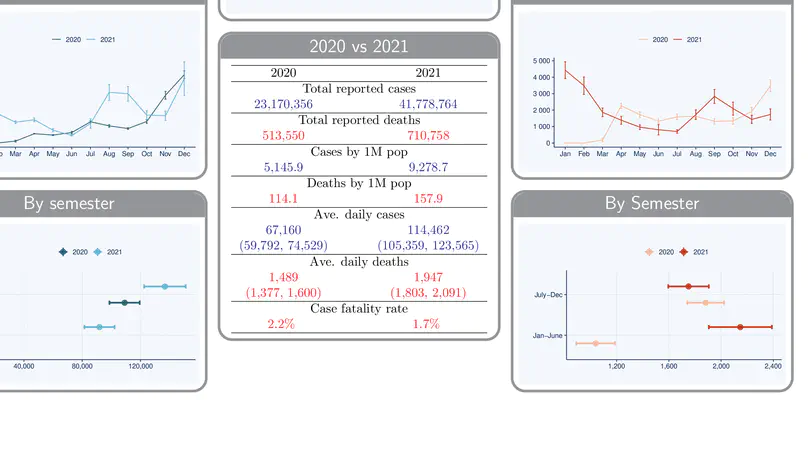 2020 2021
Mar Apr May Jun Jul Aug Sep Oct Nov Dec
By semester
2020 2021
40,000 80,000 120,000
2020 vs 2021
2020 2021
Total reported cases
23,170,356 41,778,764
Total reported deaths
513,550 710,758
Cases by 1M pop
5,145.9 9,278.7
Deaths by 1M pop
114.1 157.9
Ave. daily cases
67,160 114,462
(59,792, 74,529) (105,359, 123,565)
Ave. daily deaths
1,489 1,947
(1,377, 1,600) (1,803, 2,091)
Case fatality rate
2.2% 1.7%
2020 2021
5 000
4 000
3 000
2 000
1 000
0
Jan Feb Mar Apr May Jun Jul Aug Sep Oct Nov Dec
By Semester
2020 2021
July-Dec
Jan-June
1,200 1,600 2,000 2,400